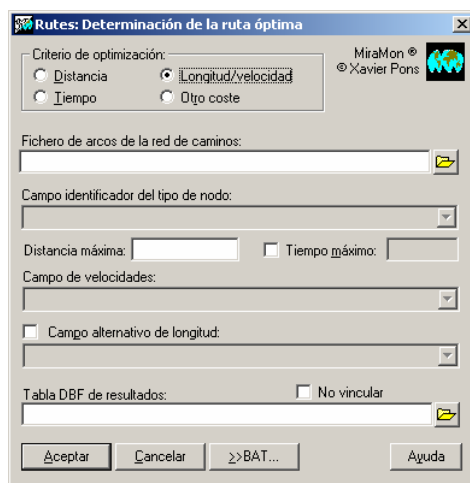 Rutes: Determinación de la ruta óptima
Criterio de optimización:
Distancia
Longitud/velocidad
Tiempo
Otro coste
MiraMon ®
© Xavier Pons
Fichero de arcos de la red de caminos:
Campo identificador del tipo de nodo:
Distancia máxima:
Tiempo máximo:
Campo de velocidades:
Campo alternativo de longitud:
Tabla DBF de resultados:
No vincular
Aceptar
Cancelar
>>BAT...
Ayuda